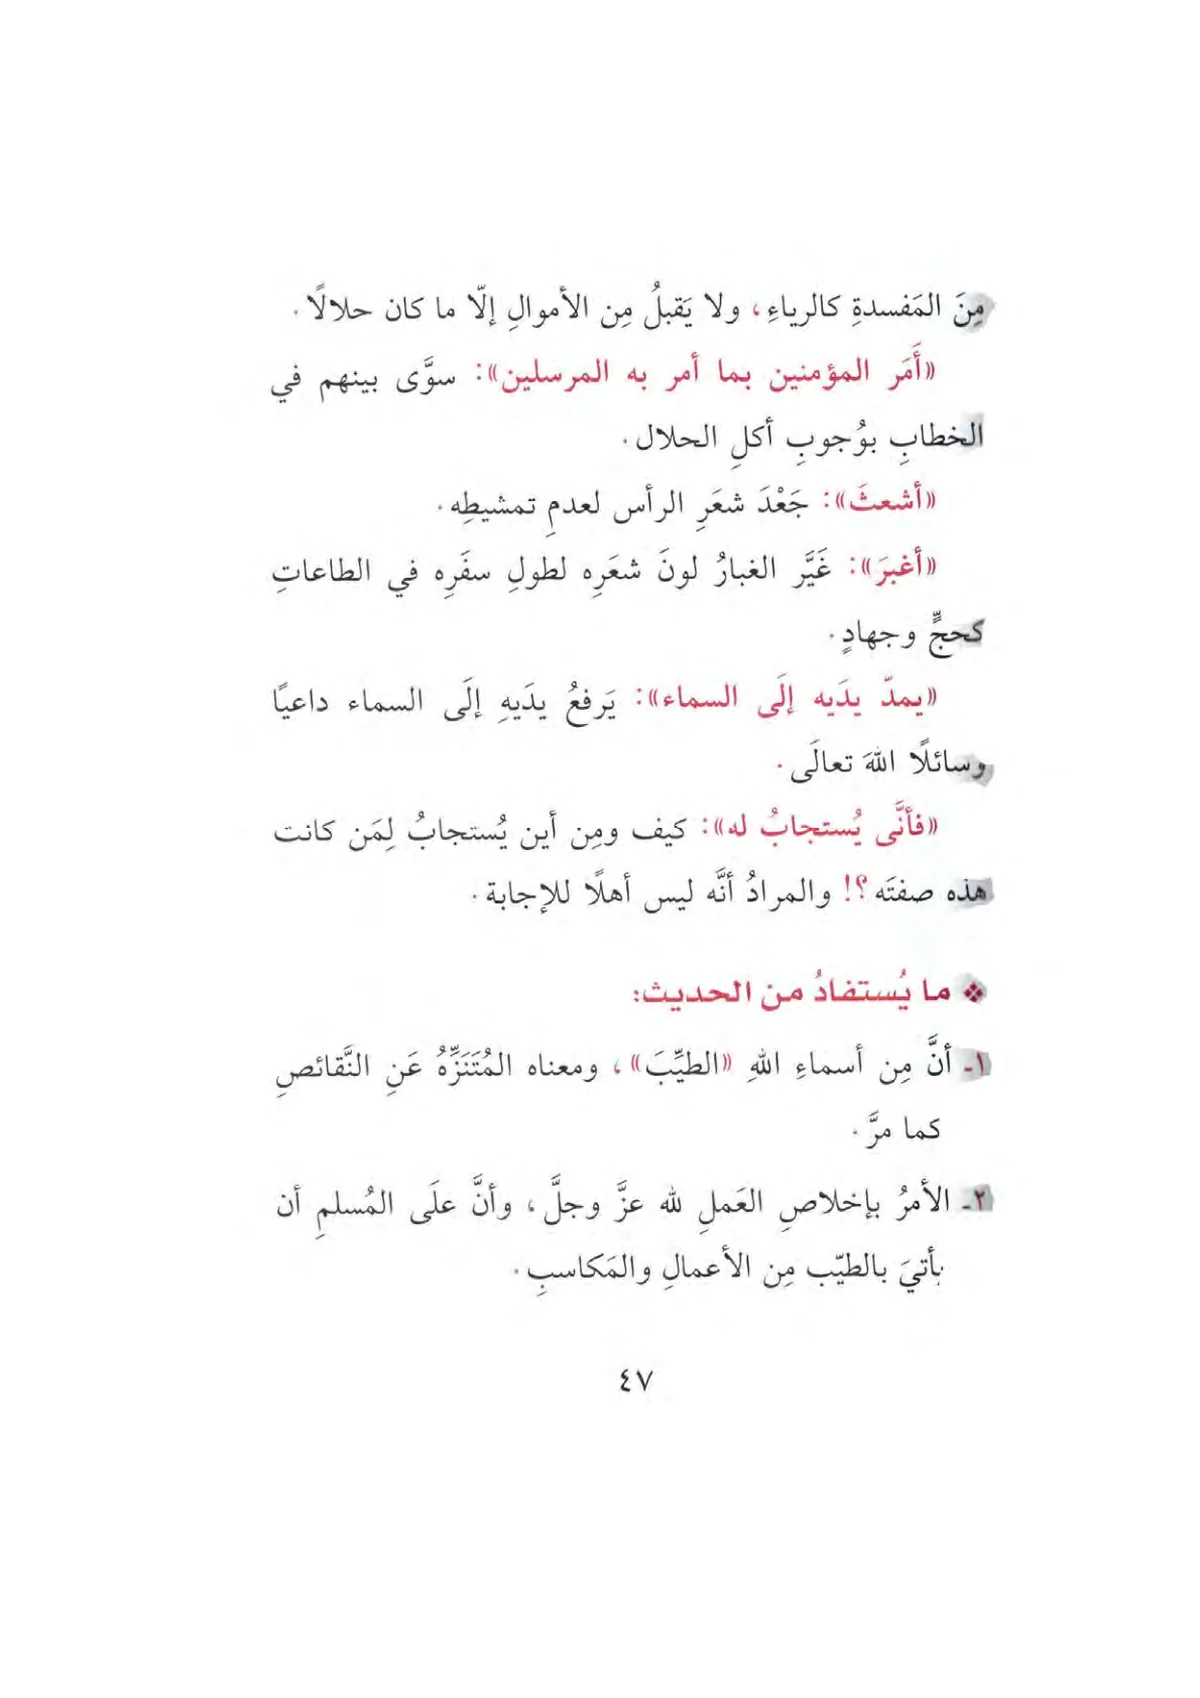 مِنَ المَفسدةِ كالرياءِ، ولا يَقبلُ مِن الأموالِ إلّا ما كان حلالًا.
«أَمَر المؤمنين بما أمر به المرسلين»: سوَّى بينهم في
الخطابِ بوُجوبِ أكلِ الحلال.
«أشعثَ»: جَعْدَ شعَرِ الرأس لعدمِ تمشيطِه.
«أغبرَ»: غَيَّر الغبارُ لونَ شعَرِه لطولِ سفَرِه في الطاعاتِ
كحجٍّ وجهادٍ.
«يمدّ يدَيه إلَى السماء»: يَرفعُ يدَيهِ إلَى السماء داعيًا
وسائلًا اللهَ تعالَى.
«فأنَّى يُستجابُ له»: كيف ومِن أين يُستجابُ لِمَن كانت
هذه صفتَه؟! والمرادُ أنَّه ليس أهلًا للإجابة.
❖ ما يُستفادُ من الحديث:
١- أنَّ مِن أسماءِ اللهِ «الطيِّبَ»، ومعناه المُتَنَزِّهُ عَنِ النَّقائصِ
كما مرَّ.
٢- الأمرُ بإخلاصِ العَملِ لله عزَّ وجلَّ، وأنَّ علَى المُسلمِ أن
يأتيَ بالطيّب مِن الأعمالِ والمَكاسبِ.
٤٧